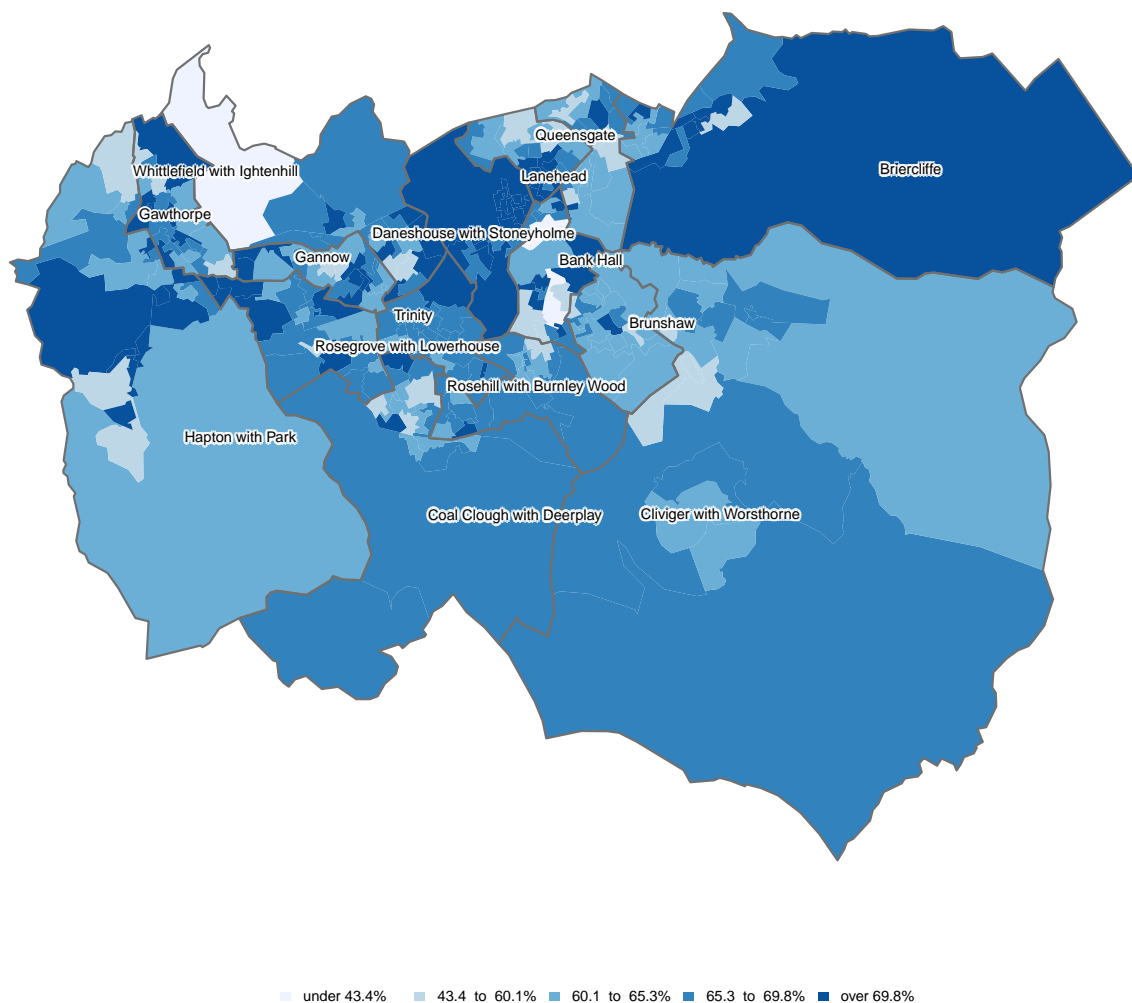 Queensgate
Whittlefield with Ightenhill
Briercliffe
Lanehead
Gawthorpe
Daneshouse with Stoneyholme
Gannow
Bank Hall
Trinity
Brunshaw
Rosegrove with Lowerhouse
Rosehill with Burnley Wood
Hapton with Park
Coal Clough with Deerplay
Cliviger with Worsthorne
under 43.4% 43.4 to 60.1% 60.1 to 65.3% 65.3 to 69.8% over 69.8%